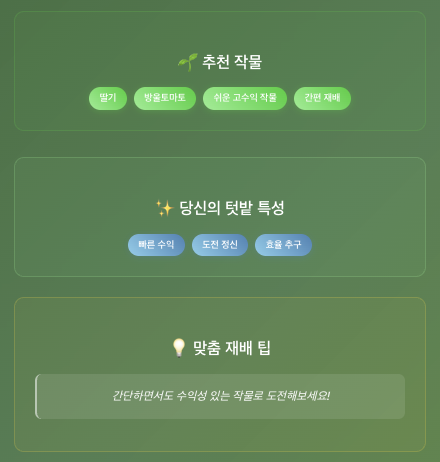 🌱 추천 작물
딸기 방울토마토 쉬운 고수익 작물 간편 재배
✨ 당신의 텃밭 특성
빠른 수익 도전 정신 효율 추구
💡 맞춤 재배 팁
간단하면서도 수익성 있는 작물로 도전해보세요!